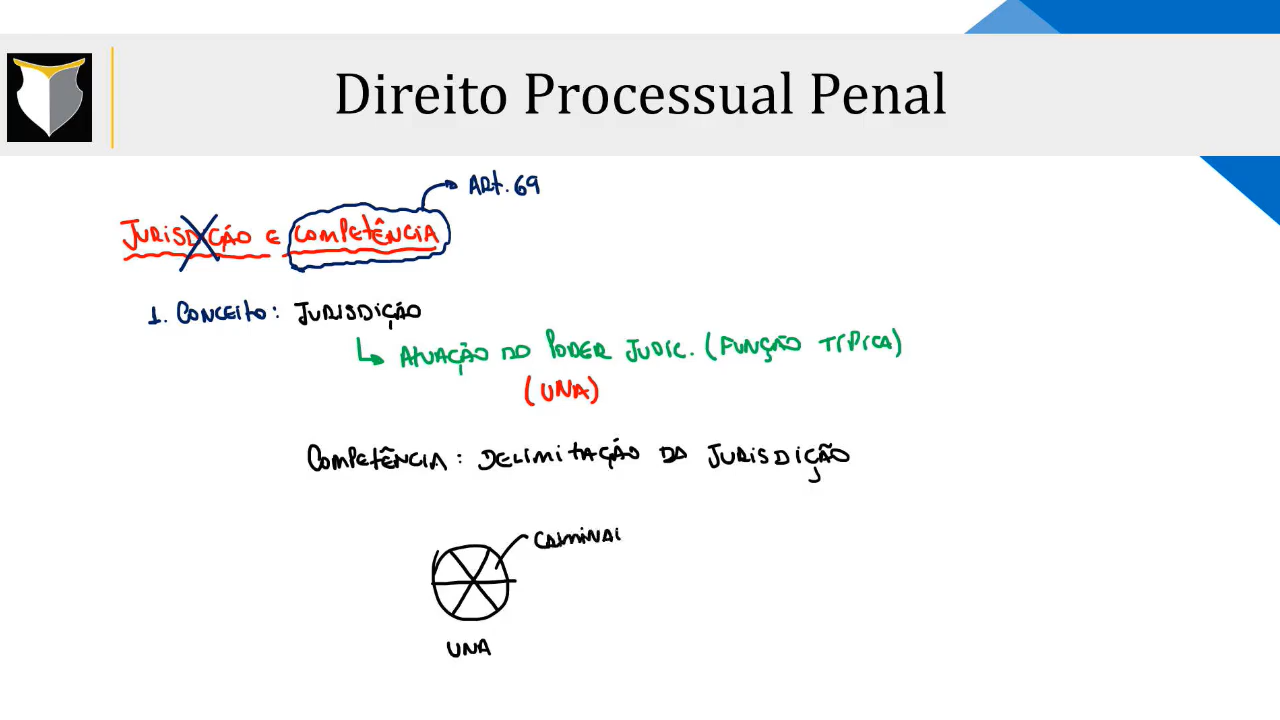 Direito Processual Penal
ART. 69
JURISDIÇÃO E COMPETÊNCIA
1. CONCEITO: JURISDIÇÃO
ATUAÇÃO DO PODER JUDIC. (FUNÇÃO TÍPICA)
(UNA)
COMPETÊNCIA: DELIMITAÇÃO DA JURISDIÇÃO
CRIMINAL
UNA